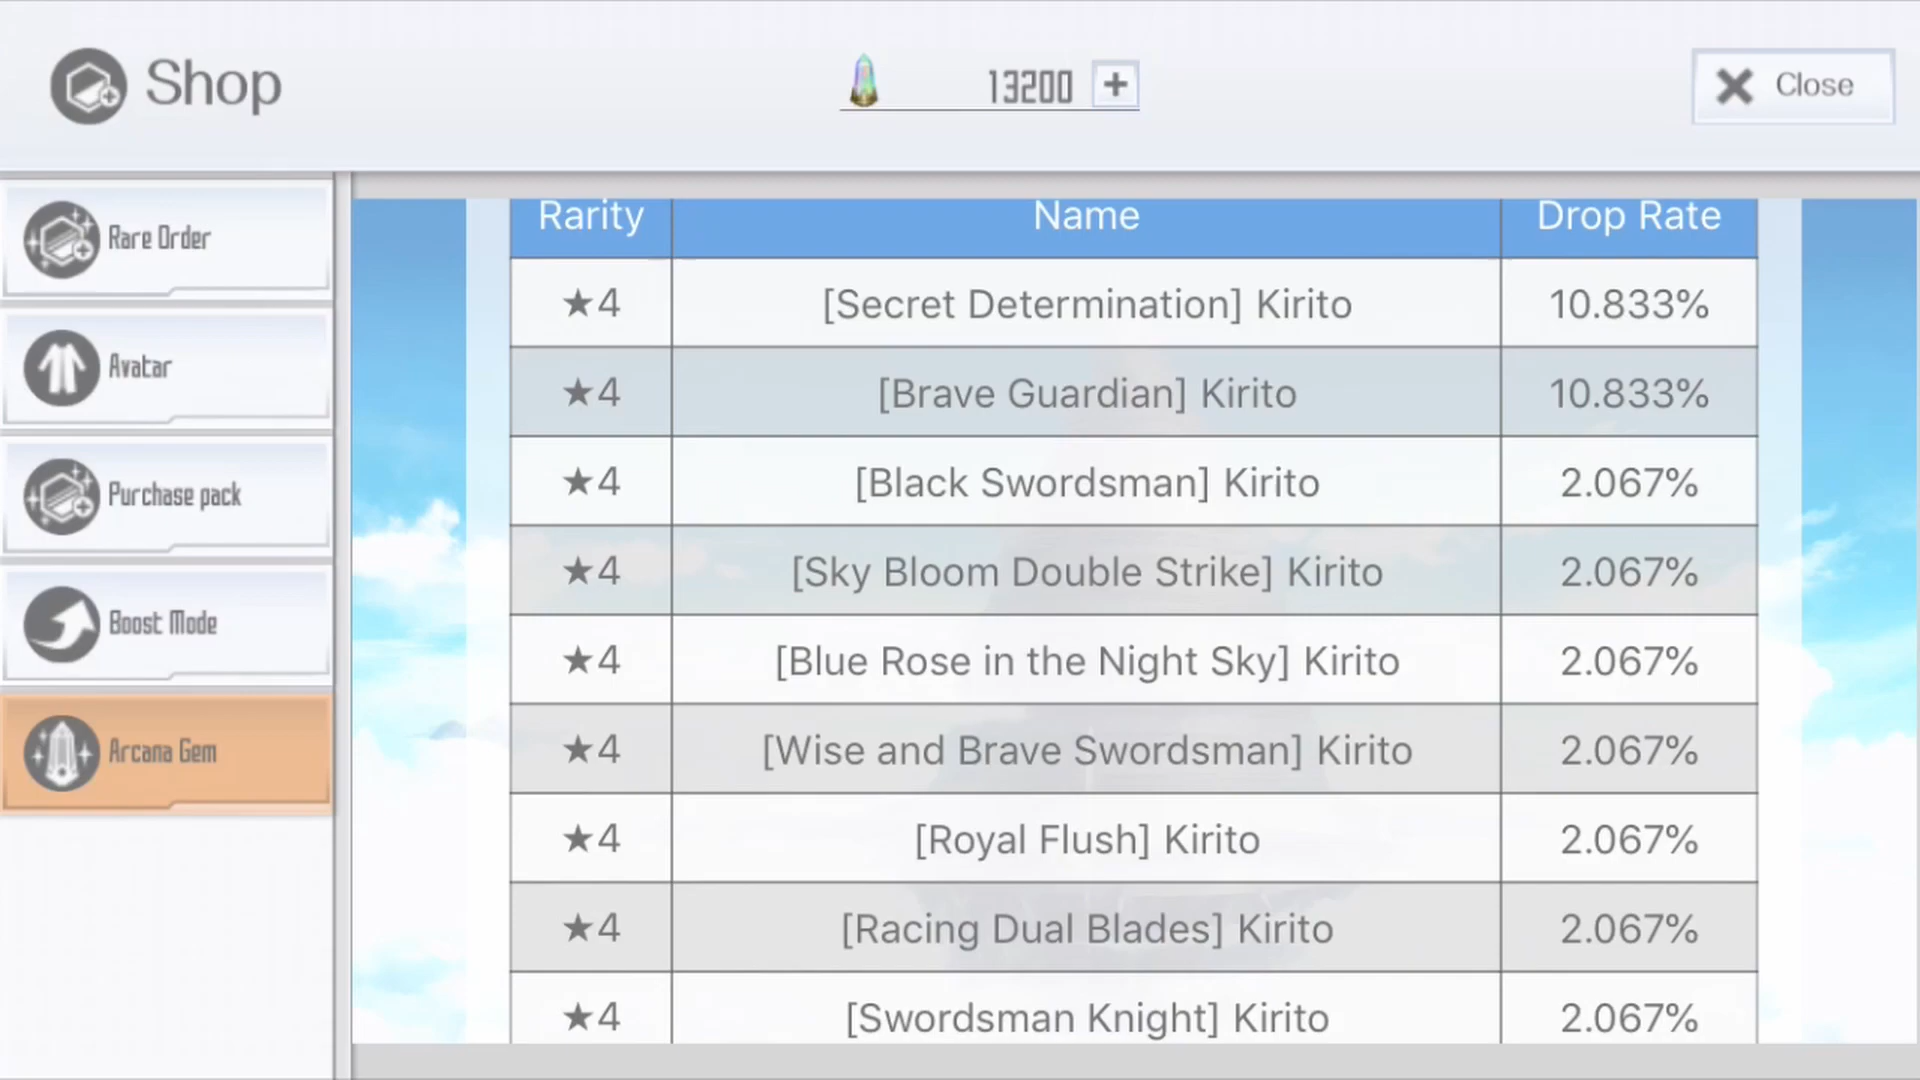 Shop
13200
Close
Rare Order
Avatar
Purchase pack
Boost Mode
Arcana Gem
Rarity Name Drop Rate
★4 [Secret Determination] Kirito 10.833%
★4 [Brave Guardian] Kirito 10.833%
★4 [Black Swordsman] Kirito 2.067%
★4 [Sky Bloom Double Strike] Kirito 2.067%
★4 [Blue Rose in the Night Sky] Kirito 2.067%
★4 [Wise and Brave Swordsman] Kirito 2.067%
★4 [Royal Flush] Kirito 2.067%
★4 [Racing Dual Blades] Kirito 2.067%
★4 [Swordsman Knight] Kirito 2.067%